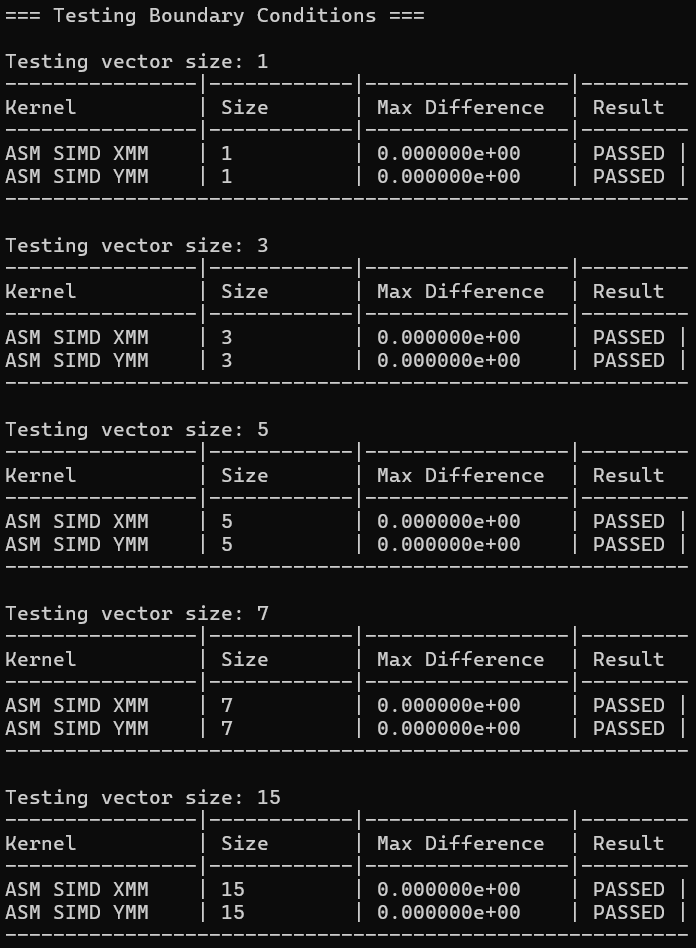 === Testing Boundary Conditions ===

Testing vector size: 1
----------------|------------|-----------------|---------
Kernel          | Size       | Max Difference  | Result
----------------|------------|-----------------|---------
ASM SIMD XMM    | 1          | 0.000000e+00    | PASSED |
ASM SIMD YMM    | 1          | 0.000000e+00    | PASSED |
---------------------------------------------------------

Testing vector size: 3
----------------|------------|-----------------|---------
Kernel          | Size       | Max Difference  | Result
----------------|------------|-----------------|---------
ASM SIMD XMM    | 3          | 0.000000e+00    | PASSED |
ASM SIMD YMM    | 3          | 0.000000e+00    | PASSED |
---------------------------------------------------------

Testing vector size: 5
----------------|------------|-----------------|---------
Kernel          | Size       | Max Difference  | Result
----------------|------------|-----------------|---------
ASM SIMD XMM    | 5          | 0.000000e+00    | PASSED |
ASM SIMD YMM    | 5          | 0.000000e+00    | PASSED |
---------------------------------------------------------

Testing vector size: 7
----------------|------------|-----------------|---------
Kernel          | Size       | Max Difference  | Result
----------------|------------|-----------------|---------
ASM SIMD XMM    | 7          | 0.000000e+00    | PASSED |
ASM SIMD YMM    | 7          | 0.000000e+00    | PASSED |
---------------------------------------------------------

Testing vector size: 15
----------------|------------|-----------------|---------
Kernel          | Size       | Max Difference  | Result
----------------|------------|-----------------|---------
ASM SIMD XMM    | 15         | 0.000000e+00    | PASSED |
ASM SIMD YMM    | 15         | 0.000000e+00    | PASSED |
---------------------------------------------------------